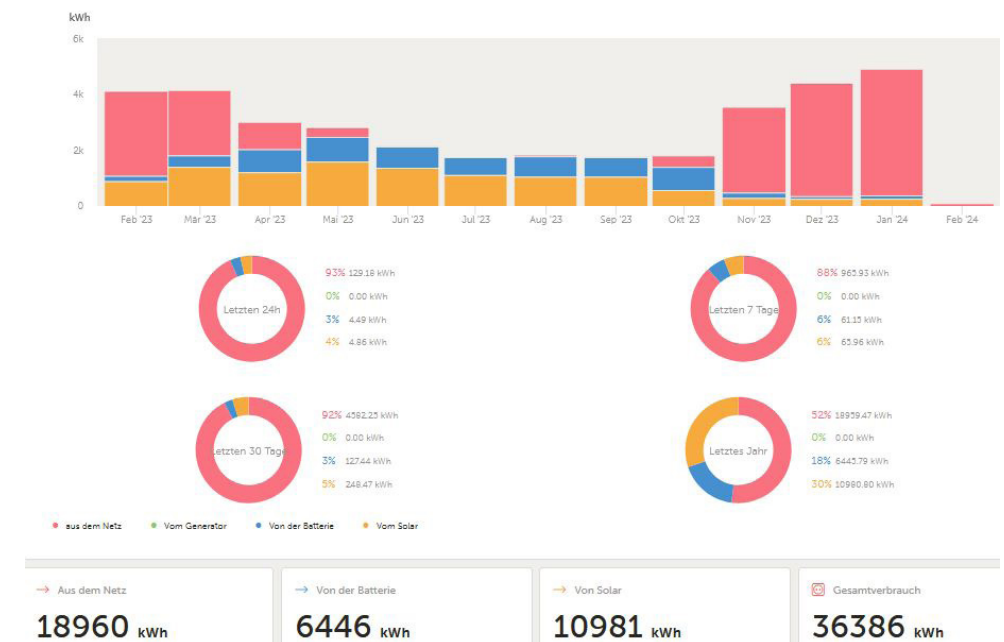 kWh
6k
4k
2k
0
Feb '23 Mär '23 Apr '23 Mai '23 Jun '23 Jul '23 Aug '23 Sep '23 Okt '23 Nov '23 Dez '23 Jan '24 Feb '24
Letzten 24h
93% 129.18 kWh
0% 0.00 kWh
3% 4.49 kWh
4% 4.86 kWh
Letzten 7 Tage
88% 965.93 kWh
0% 0.00 kWh
6% 61.15 kWh
6% 65.96 kWh
Letzten 30 Tag
92% 4592.25 kWh
0% 0.00 kWh
3% 127.44 kWh
5% 248.47 kWh
Letztes Jahr
52% 18959.47 kWh
0% 0.00 kWh
18% 6445.79 kWh
30% 10980.80 kWh
aus dem Netz Vom Generator Von der Batterie Vom Solar
Aus dem Netz
18960 kWh
Von der Batterie
6446 kWh
Von Solar
10981 kWh
Gesamtverbrauch
36386 kWh